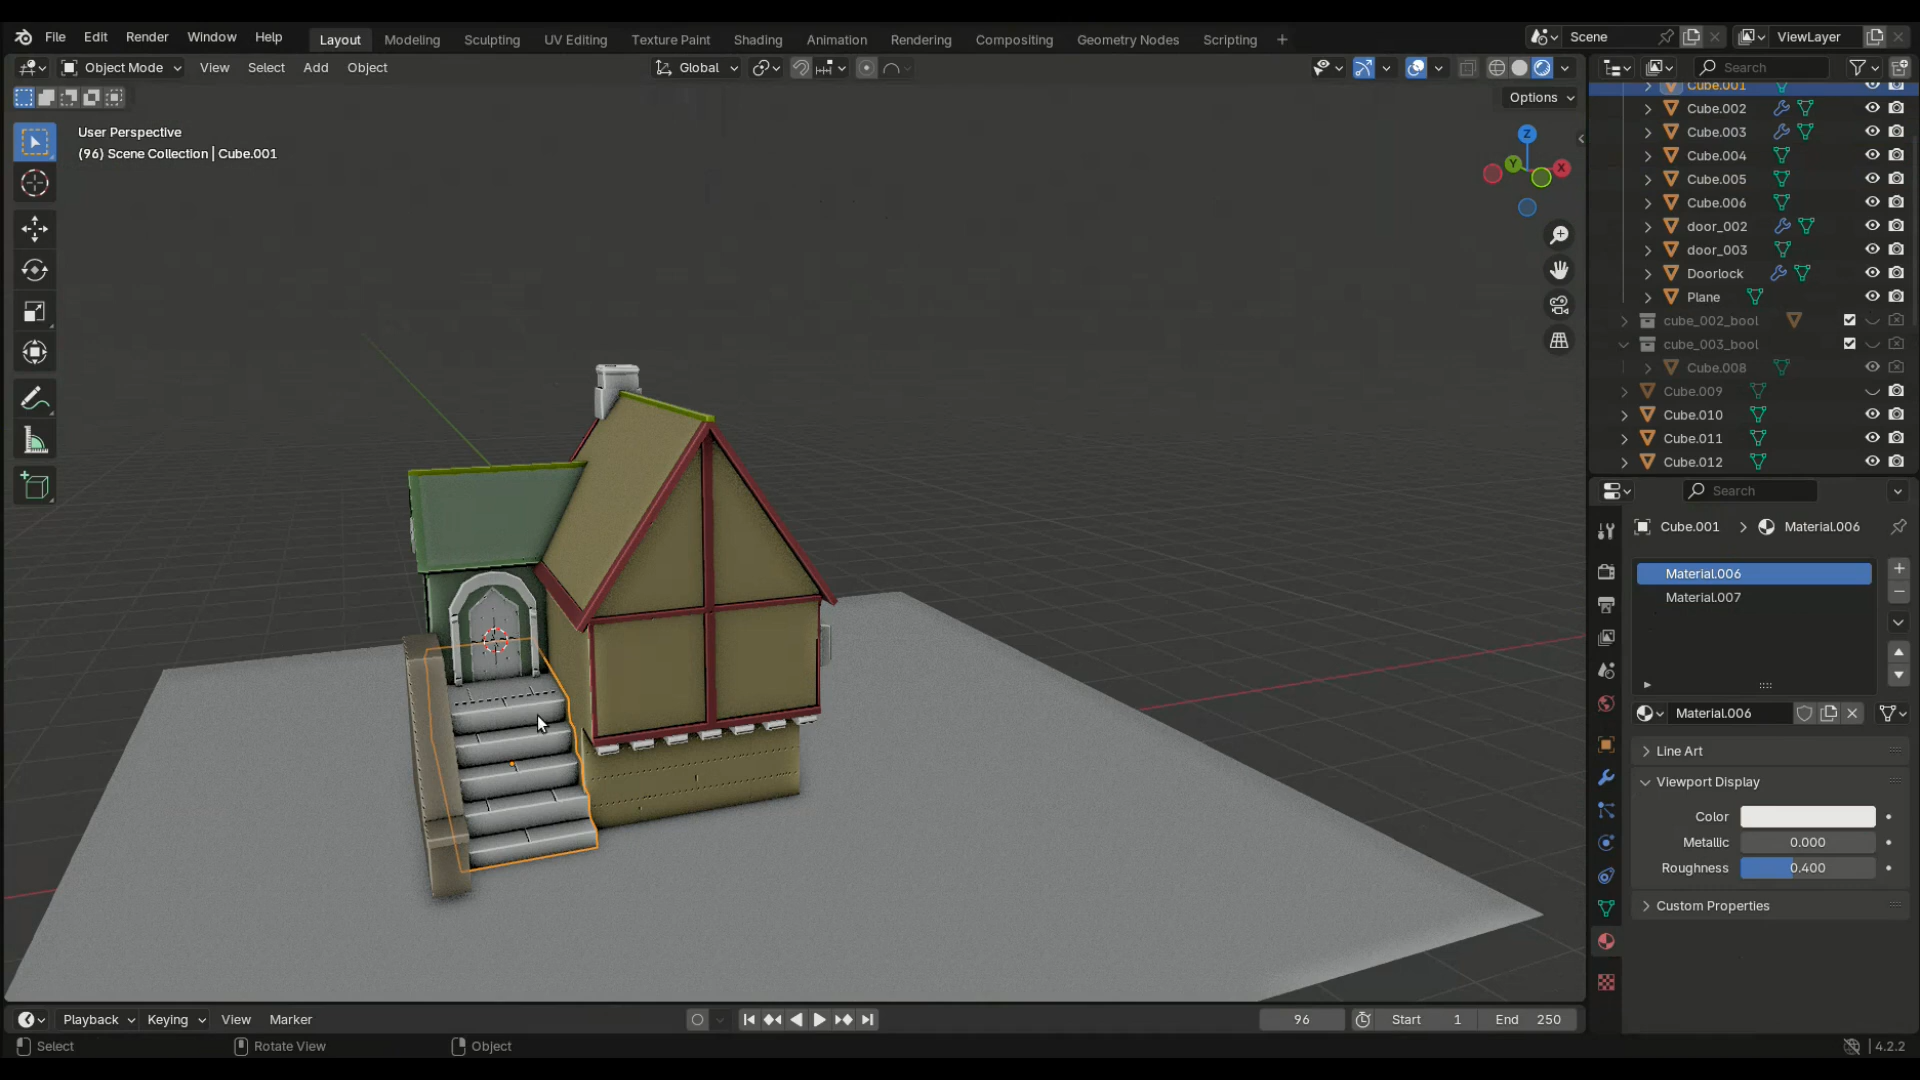 File Edit Render Window Help Layout Modeling Sculpting UV Editing Texture Paint Shading Animation Rendering Compositing Geometry Nodes Scripting + Scene ViewLayer
Object Mode View Select Add Object Global Search
Options
User Perspective
(96) Scene Collection | Cube.001
Z
Y
X
Cube.001
Cube.002
Cube.003
Cube.004
Cube.005
Cube.006
door_002
door_003
Doorlock
Plane
cube_002_bool
cube_003_bool
Cube.008
Cube.009
Cube.010
Cube.011
Cube.012
Search
Cube.001 > Material.006
Material.006
Material.007
Material.006
Line Art
Viewport Display
Color
Metallic 0.000
Roughness 0.400
Custom Properties
Playback Keying View Marker 96 Start 1 End 250
Select Rotate View Object 4.2.2